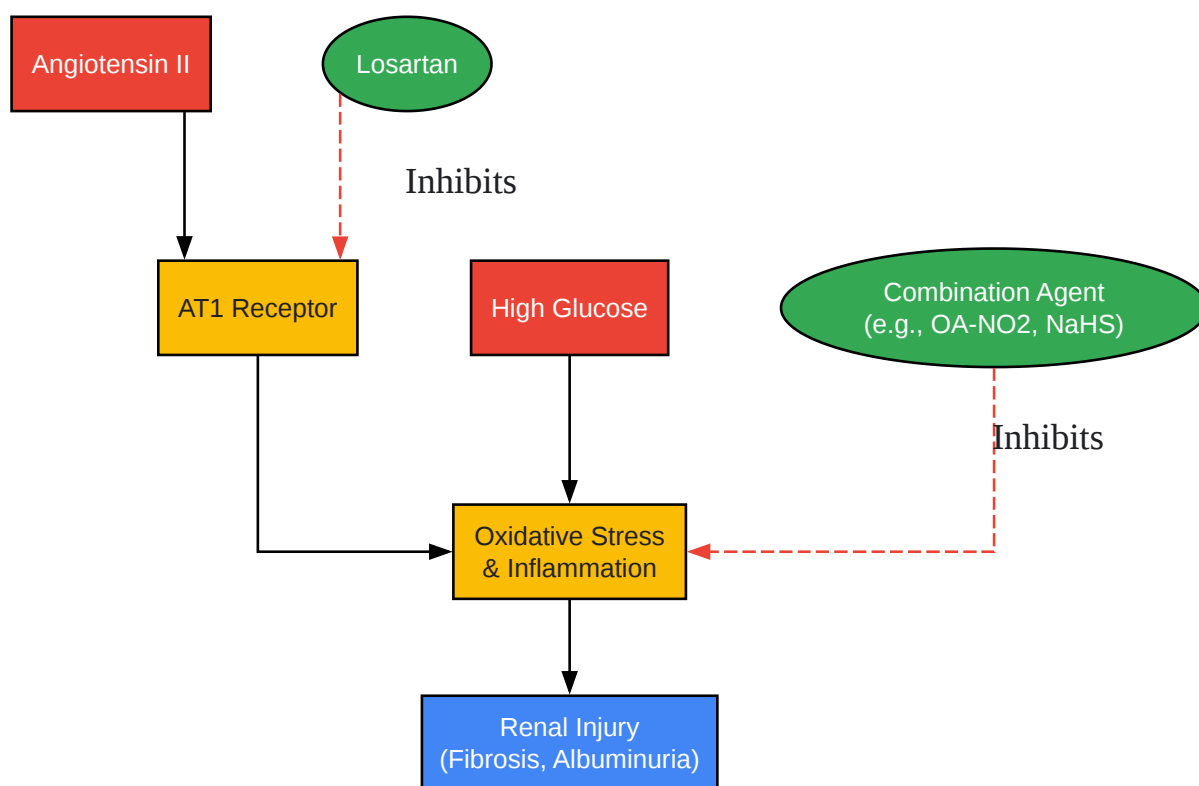 Angiotensin II
Losartan
Inhibits
AT1 Receptor
High Glucose
Combination Agent
(e.g., OA-NO2, NaHS)
Inhibits
Oxidative Stress
& Inflammation
Renal Injury
(Fibrosis, Albuminuria)